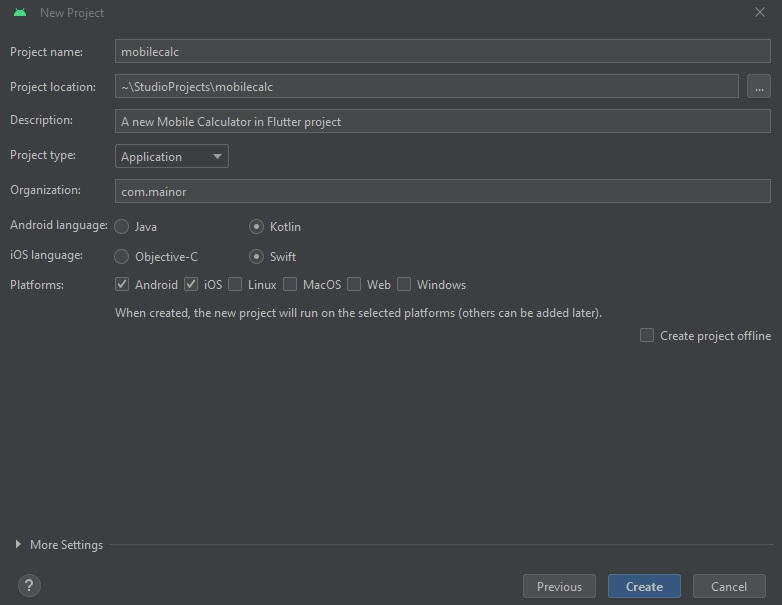 New Project
Project name: mobilecalc
Project location: ~\StudioProjects\mobilecalc ...
Description: A new Mobile Calculator in Flutter project
Project type: Application
Organization: com.mainor
Android language: Java Kotlin
iOS language: Objective-C Swift
Platforms: Android iOS Linux MacOS Web Windows
When created, the new project will run on the selected platforms (others can be added later).
Create project offline
More Settings
? Previous Create Cancel